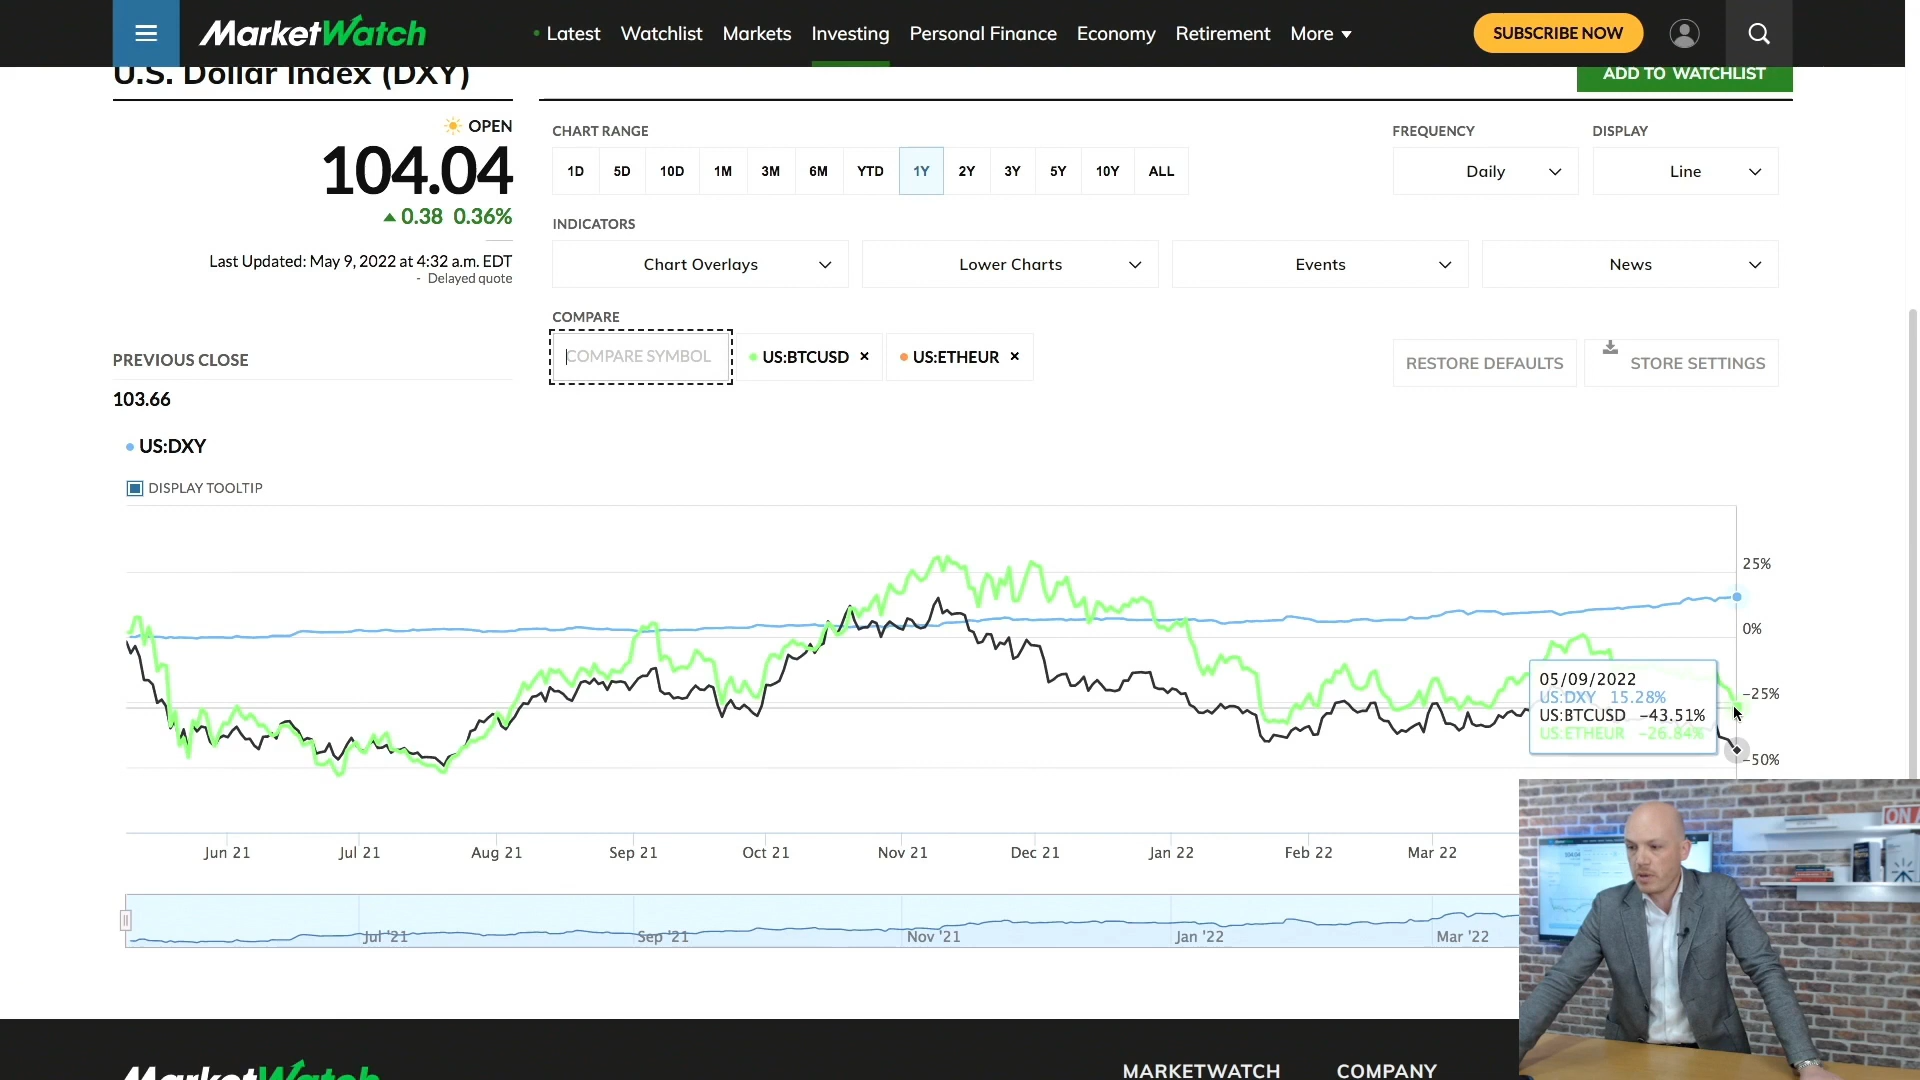 MarketWatch
Latest Watchlist Markets Investing Personal Finance Economy Retirement More
SUBSCRIBE NOW
U.S. Dollar Index (DXY)
ADD TO WATCHLIST
OPEN
104.04
0.38 0.36%
Last Updated: May 9, 2022 at 4:32 a.m. EDT
- Delayed quote
PREVIOUS CLOSE
103.66
CHART RANGE
1D 5D 10D 1M 3M 6M YTD 1Y 2Y 3Y 5Y 10Y ALL
FREQUENCY
Daily
DISPLAY
Line
INDICATORS
Chart Overlays
Lower Charts
Events
News
COMPARE
COMPARE SYMBOL
US:BTCUSD ×
US:ETHEUR ×
RESTORE DEFAULTS
STORE SETTINGS
US:DXY
DISPLAY TOOLTIP
25%
0%
-25%
-50%
05/09/2022
US:DXY 15.28%
US:BTCUSD -43.51%
US:ETHEUR -26.84%
Jun 21 Jul 21 Aug 21 Sep 21 Oct 21 Nov 21 Dec 21 Jan 22 Feb 22 Mar 22
Jul '21 Sep '21 Nov '21 Jan '22 Mar '22
ON A
MarketWatch
MARKETWATCH
COMPANY